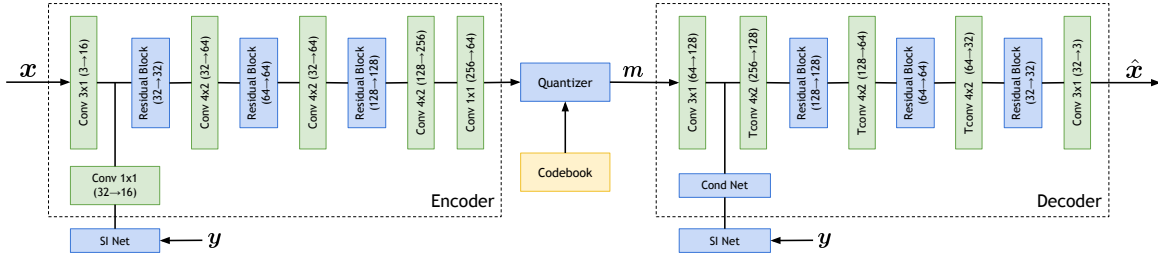 x
Conv 3x1 (3→16)
Residual Block
(32→32)
Conv 4x2 (32→64)
Residual Block
(64→64)
Conv 4x2 (32→64)
Residual Block
(128→128)
Conv 4x2 (128→256)
Conv 1x1 (256→64)
Conv 1x1
(32→16)
Encoder
SI Net
y
Quantizer
Codebook
m
Conv 3x1 (64→128)
Tconv 4x2 (256→128)
Residual Block
(128→128)
Tconv 4x2 (128→64)
Residual Block
(64→64)
Tconv 4x2 (64→32)
Residual Block
(32→32)
Conv 3x1 (32→3)
x̂
Cond Net
Decoder
SI Net
y